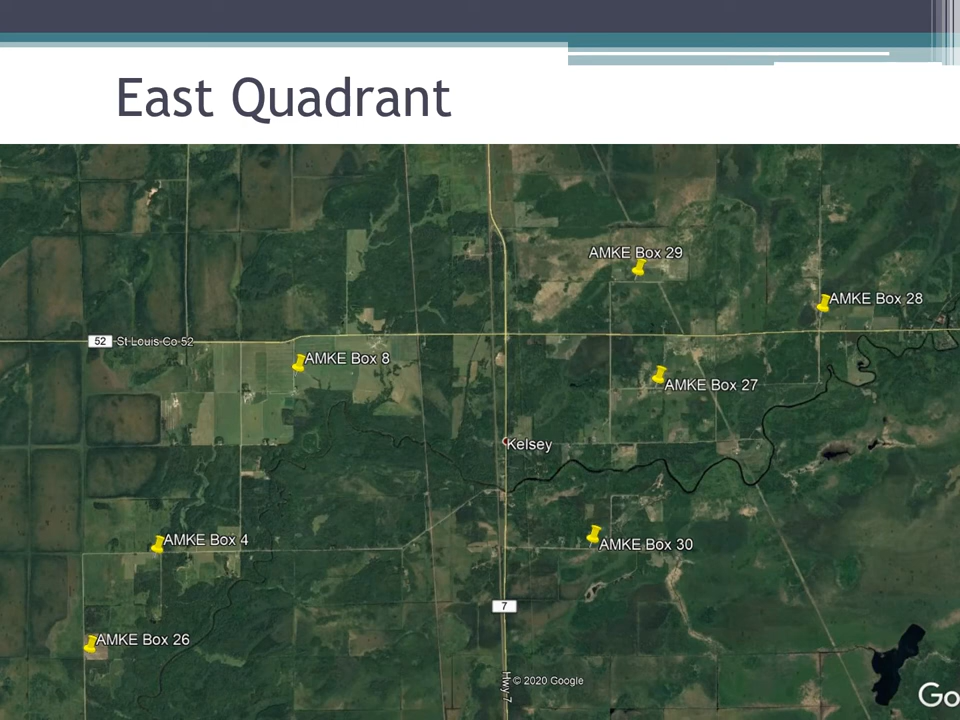 East Quadrant
AMKE Box 29
AMKE Box 28
52 St Louis Co 52
AMKE Box 8
AMKE Box 27
Kelsey
AMKE Box 4
AMKE Box 30
7
AMKE Box 26
Hwy 7
© 2020 Google
Go